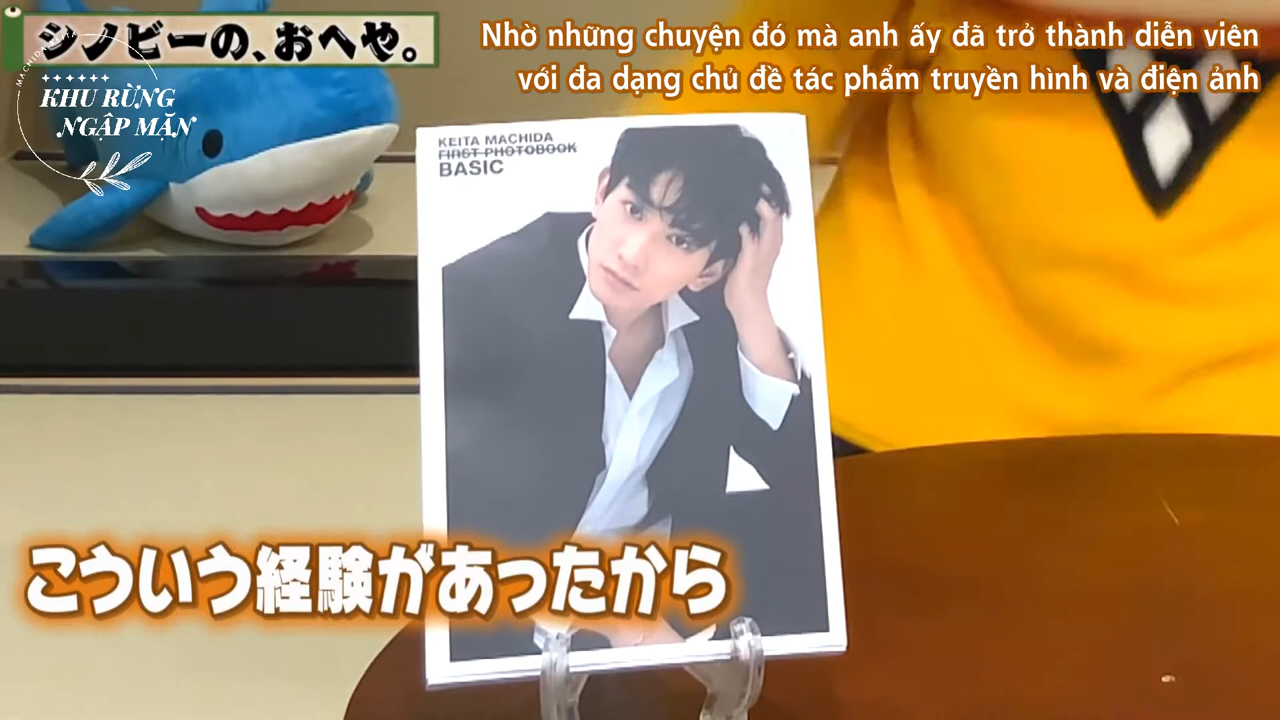 シノビーの、おへや。
MACHIDA KEITA
KHU RỪNG
NGẬP MẶN
Nhờ những chuyện đó mà anh ấy đã trở thành diễn viên
với đa dạng chủ đề tác phẩm truyền hình và điện ảnh
KEITA MACHIDA
FIRST PHOTOBOOK
BASIC
こういう経験があったから